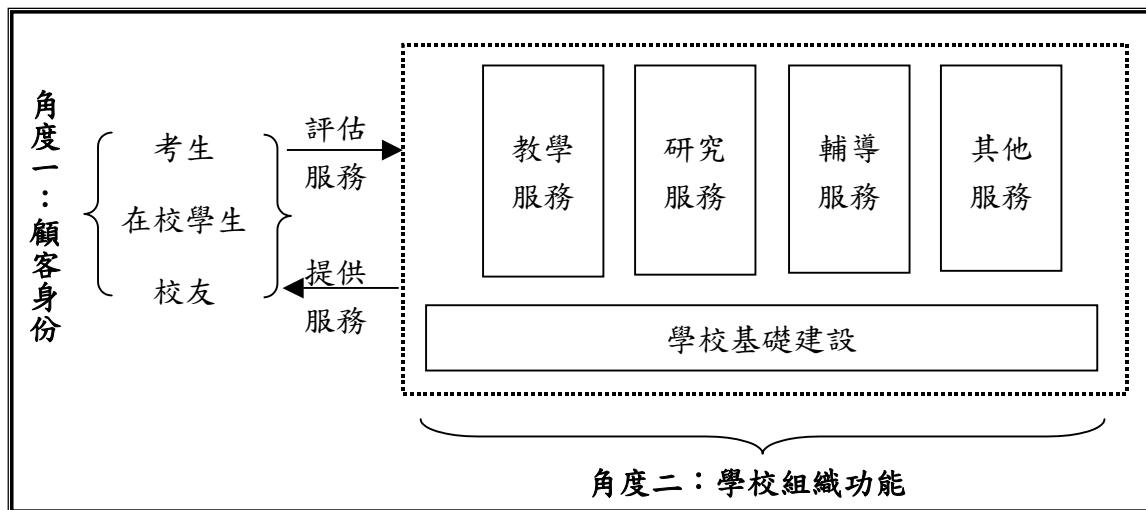 角度一：顧客身份
考生
在校學生
校友
評估
服務
提供
服務
教學
服務
研究
服務
輔導
服務
其他
服務
學校基礎建設
角度二：學校組織功能